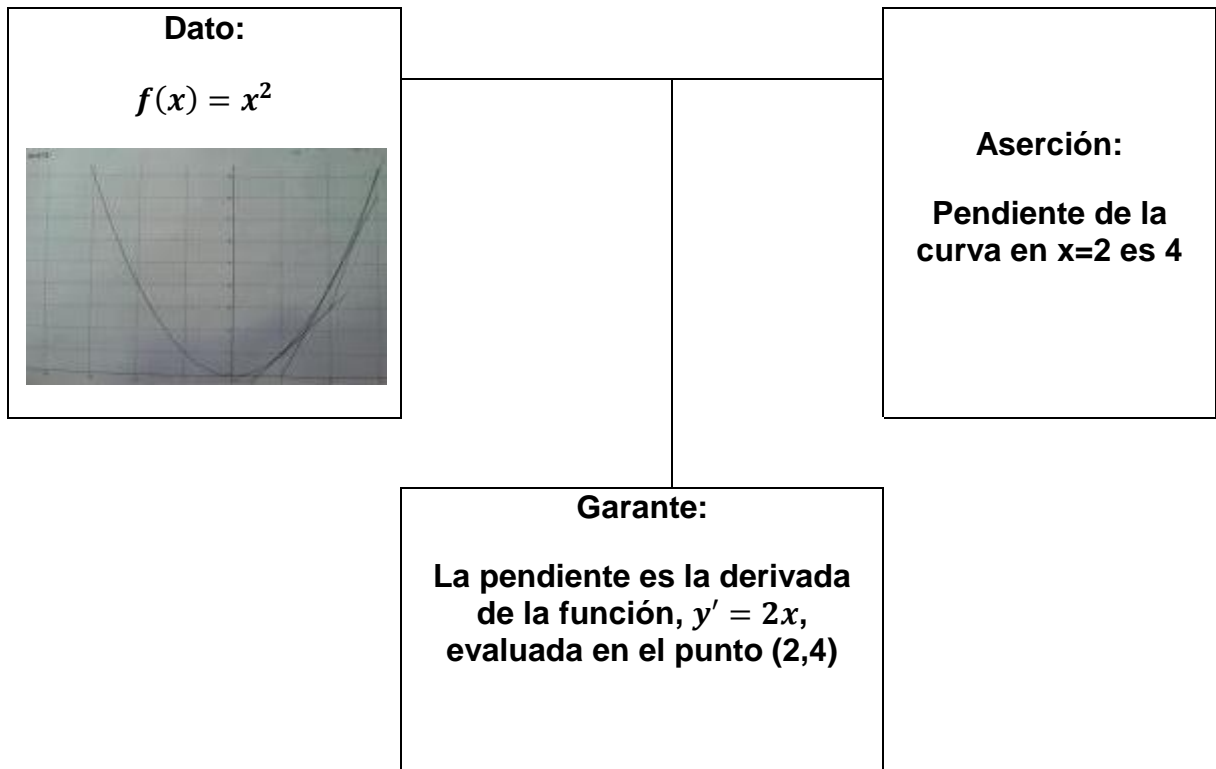 Dato:
f(x) = x²
Aserción:
Pendiente de la
curva en x=2 es 4
Garante:
La pendiente es la derivada
de la función, y′ = 2x,
evaluada en el punto (2,4)